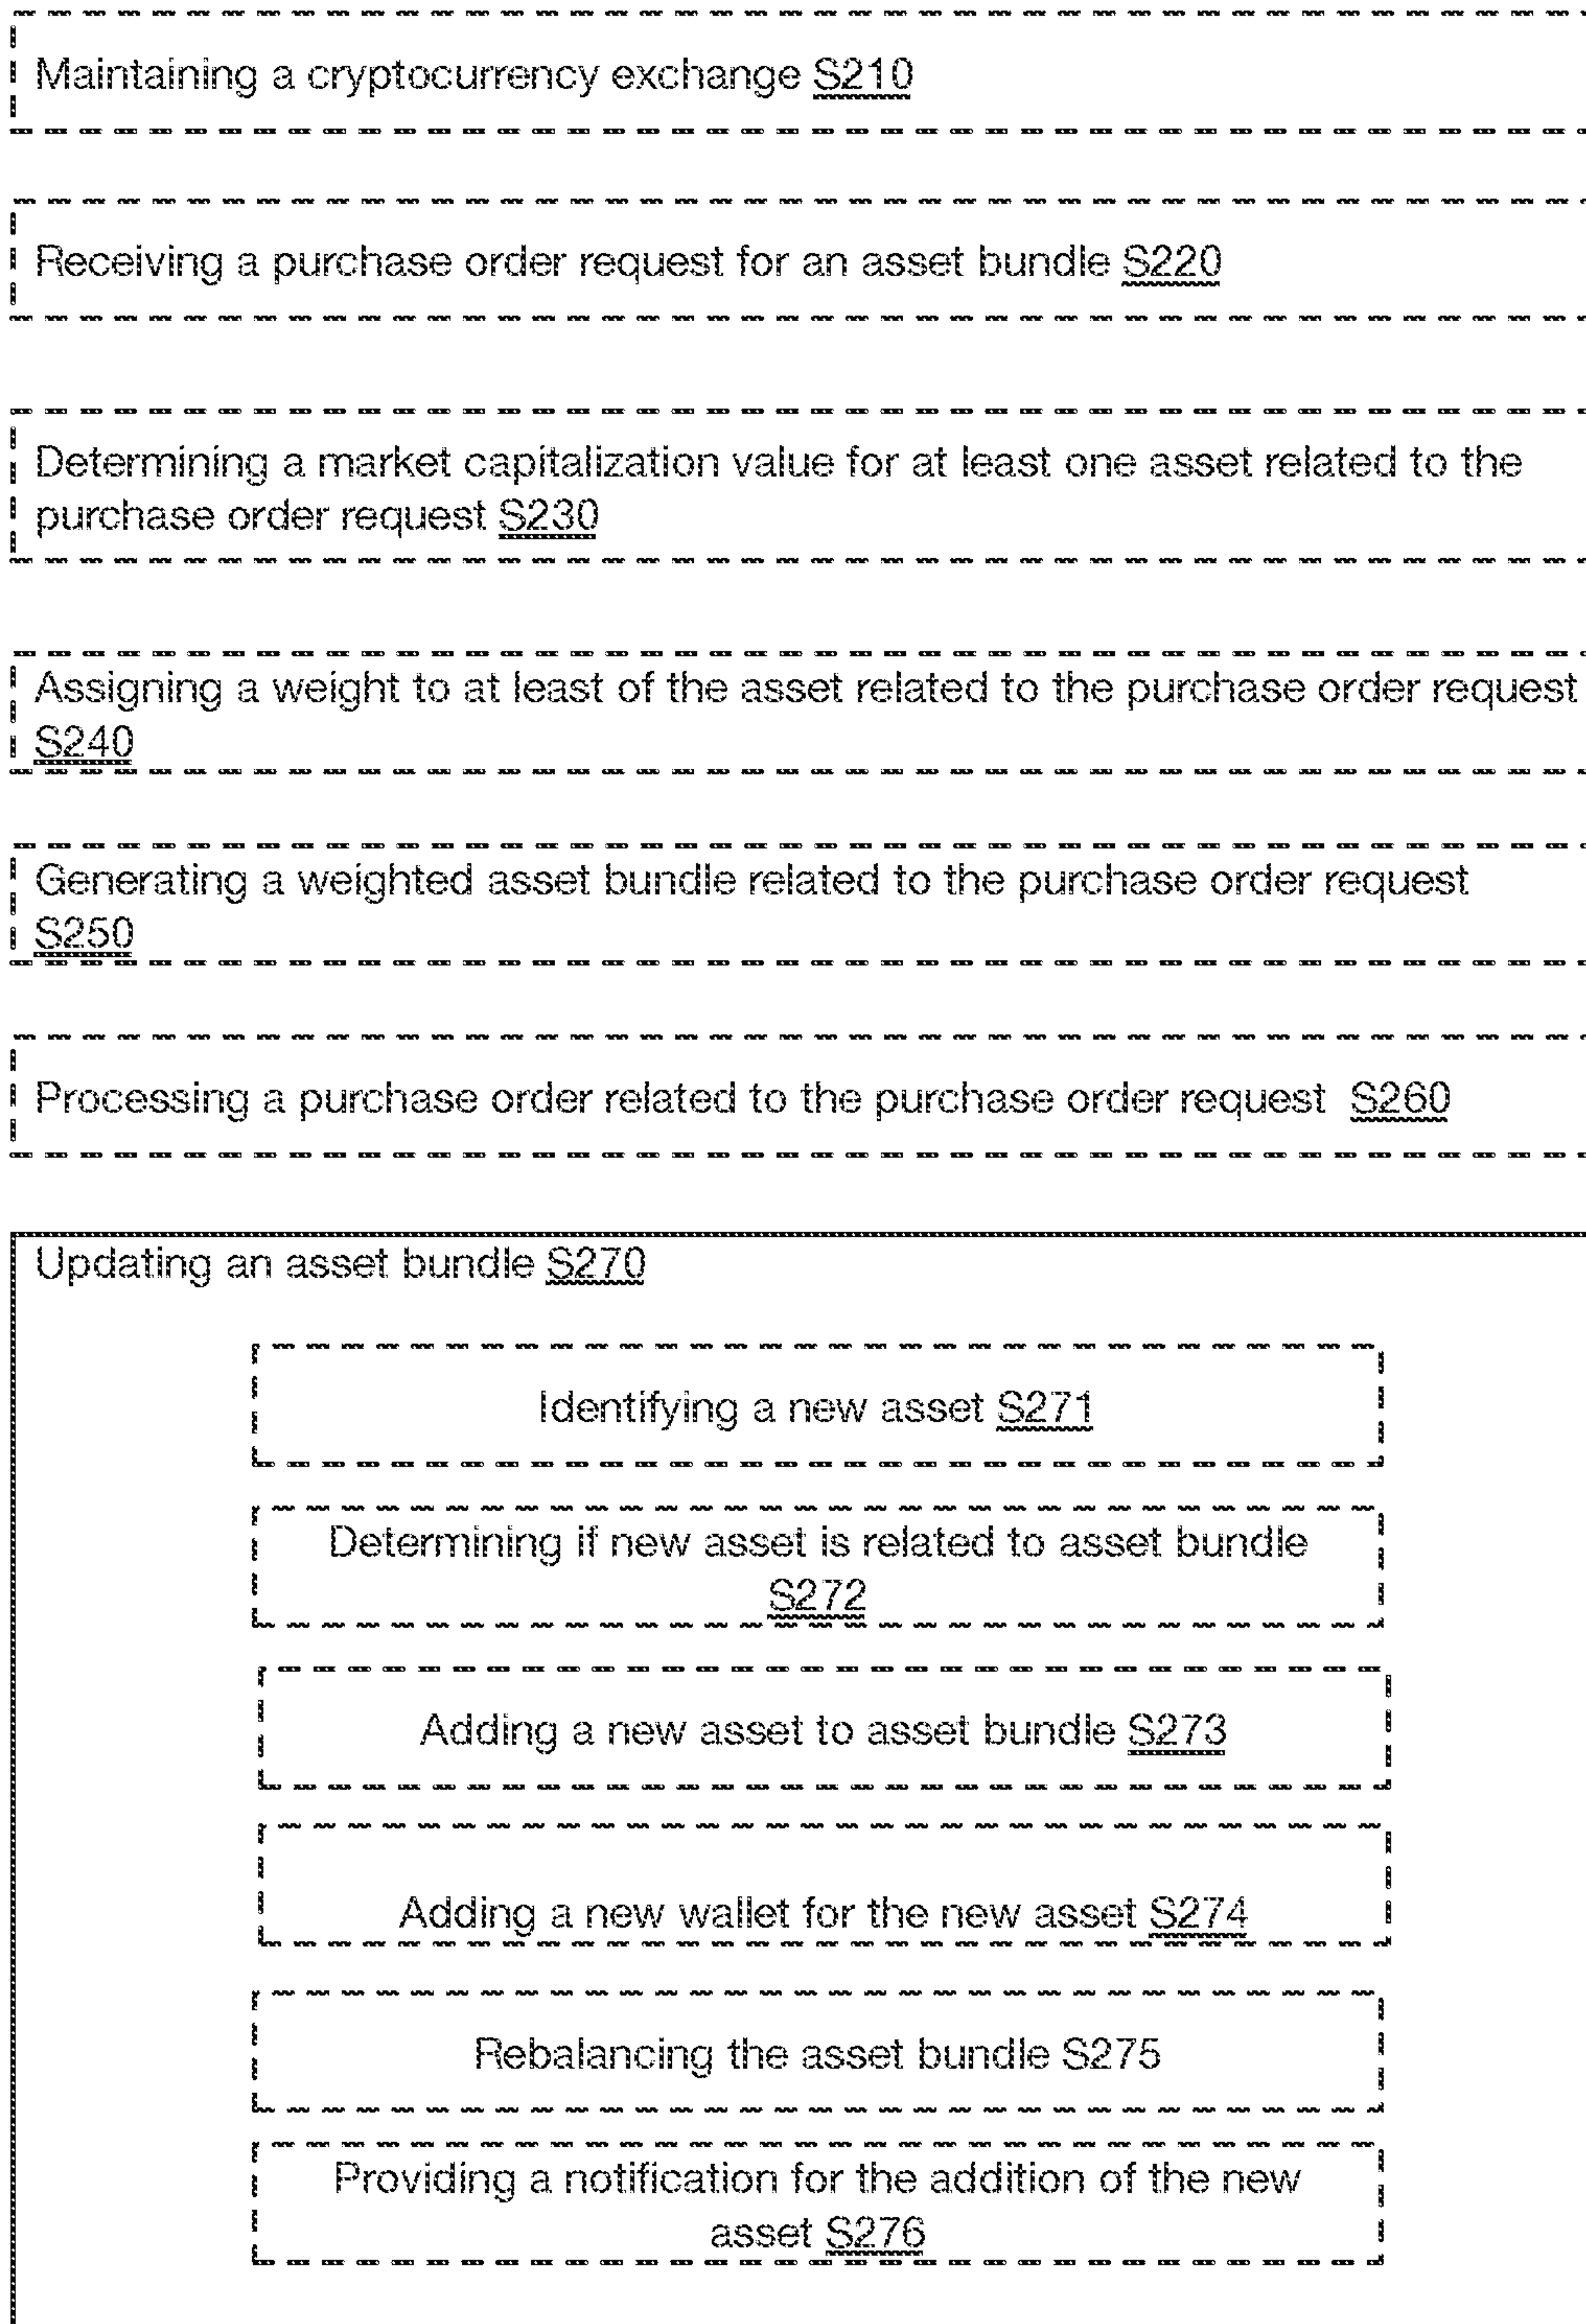 Maintaining a cryptocurrency exchange S210
Receiving a purchase order request for an asset bundle S220
Determining a market capitalization value for at least one asset related to the
purchase order request S230
Assigning a weight to at least of the asset related to the purchase order request
S240
Generating a weighted asset bundle related to the purchase order request
S250
Processing a purchase order related to the purchase order request S260
Updating an asset bundle S270
Identifying a new asset S271
Determining if new asset is related to asset bundle
S272
Adding a new asset to asset bundle S273
Adding a new wallet for the new asset S274
Rebalancing the asset bundle S275
Providing a notification for the addition of the new
asset S276